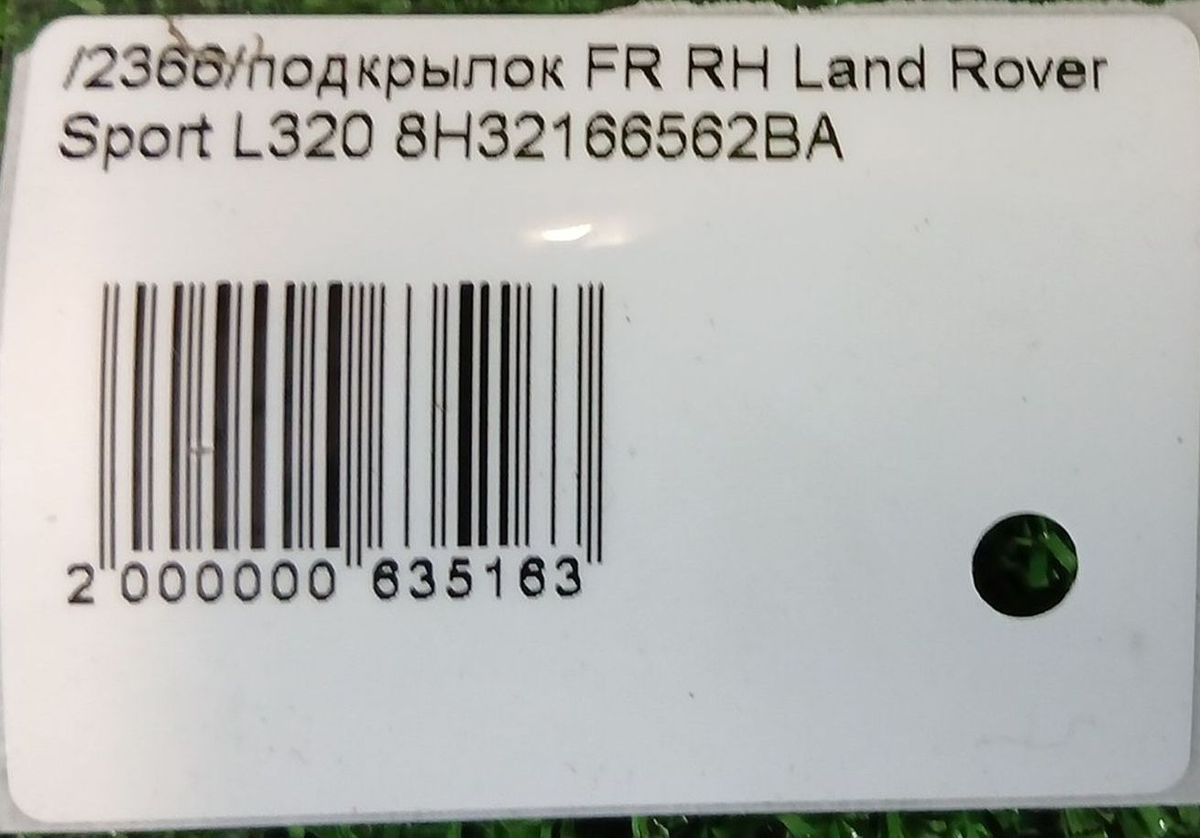 /2366/подкрылок FR RH Land Rover
Sport L320 8H32166562BA
2 000000 635163